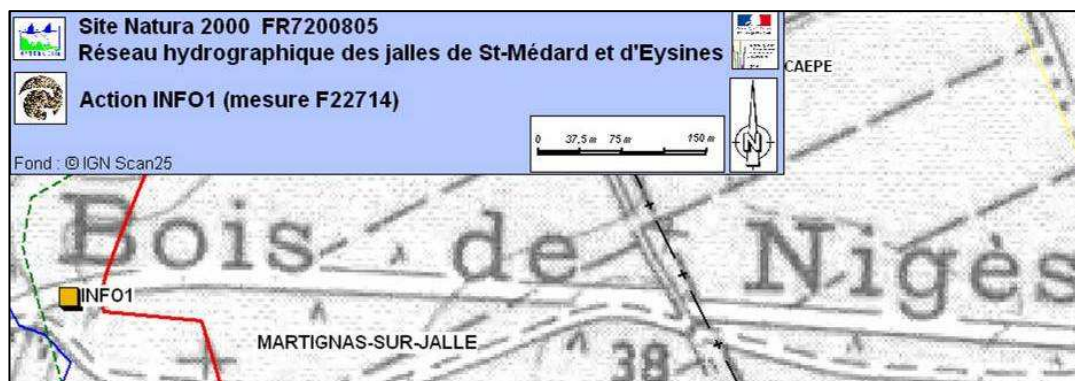 Site Natura 2000 FR7200805
Réseau hydrographique des jalles de St-Médard et d'Eysines
CAEPE
Action INFO1 (mesure F22714)
0 37,5 m 75 m 150 m
N
Fond : © IGN Scan25
Bois de Nigès
INFO1
MARTIGNAS-SUR-JALLE
38